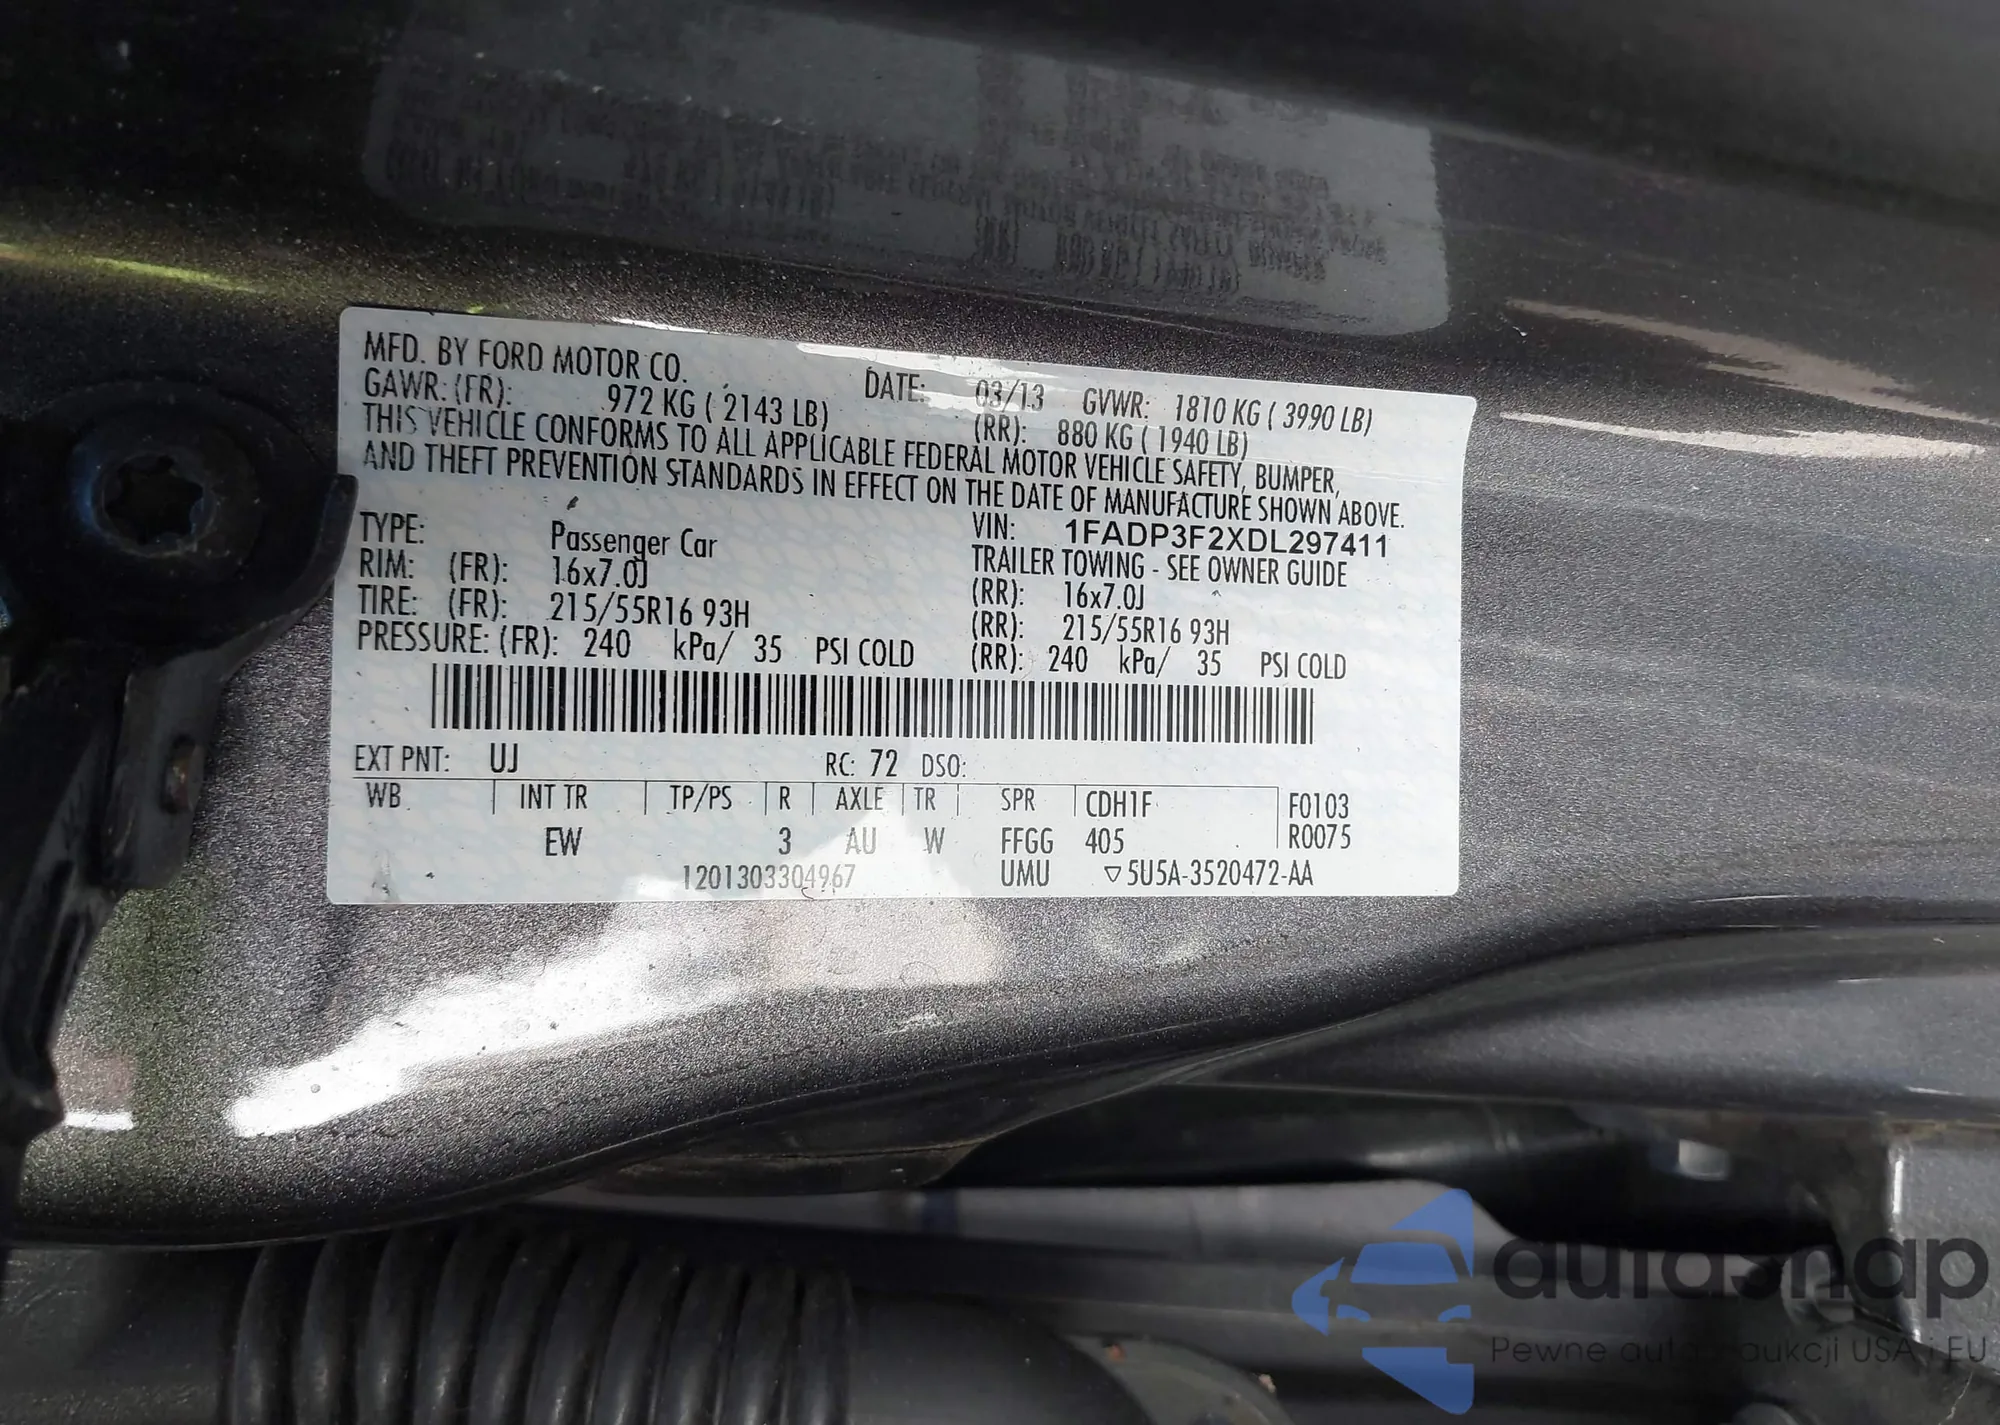 MFD. BY FORD MOTOR CO. DATE: 03/13 GVWR: 1810 KG ( 3990 LB)
GAWR: (FR): 972 KG ( 2143 LB) (RR): 880 KG ( 1940 LB)
THIS VEHICLE CONFORMS TO ALL APPLICABLE FEDERAL MOTOR VEHICLE SAFETY, BUMPER,
AND THEFT PREVENTION STANDARDS IN EFFECT ON THE DATE OF MANUFACTURE SHOWN ABOVE.
TYPE: Passenger Car VIN: 1FADP3F2XDL297411
TRAILER TOWING - SEE OWNER GUIDE
RIM: (FR): 16x7.0J (RR): 16x7.0J
TIRE: (FR): 215/55R16 93H (RR): 215/55R16 93H
PRESSURE: (FR): 240 kPa/ 35 PSI COLD (RR): 240 kPa/ 35 PSI COLD
EXT PNT: UJ RC: 72 DSO:
WB INT TR TP/PS R AXLE TR SPR CDH1F F0103
EW 3 AU W FFGG 405 R0075
1201303304967 UMU ▽ 5U5A-3520472-AA
autasnap
Pewne auta aukcji USA i EU